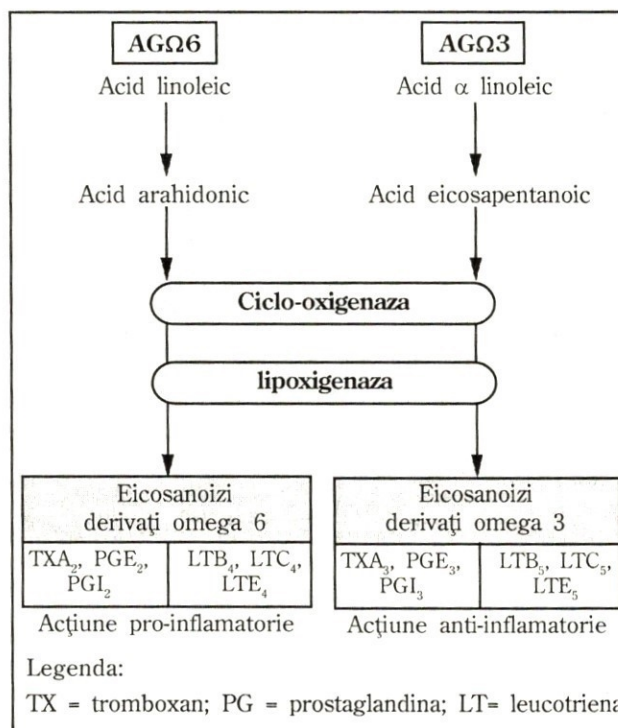 AGΩ6 AGΩ3
Acid linoleic Acid α linoleic
Acid arahidonic Acid eicosapentanoic
Ciclo-oxigenaza
lipoxigenaza
Eicosanoizi
derivați omega 6
TXA₂, PGE₂,
PGI₂
LTB₄, LTC₄,
LTE₄
Acţiune pro-inflamatorie
Eicosanoizi
derivați omega 3
TXA₃, PGE₃,
PGI₃
LTB₅, LTC₅,
LTE₅
Acţiune anti-inflamatorie
Legenda:
TX = tromboxan; PG = prostaglandina; LT= leucotriena